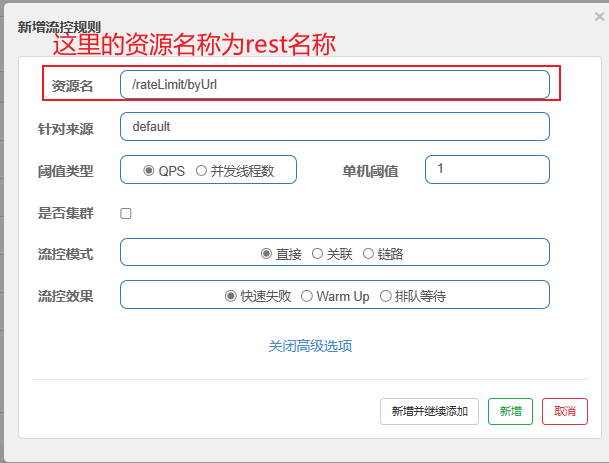 新增流控规则
×
这里的资源名称为rest名称
资源名 /rateLimit/byUrl
针对来源 default
阈值类型 QPS 并发线程数 单机阈值 1
是否集群
流控模式 直接 关联 链路
流控效果 快速失败 Warm Up 排队等待
关闭高级选项
新增并继续添加 新增 取消